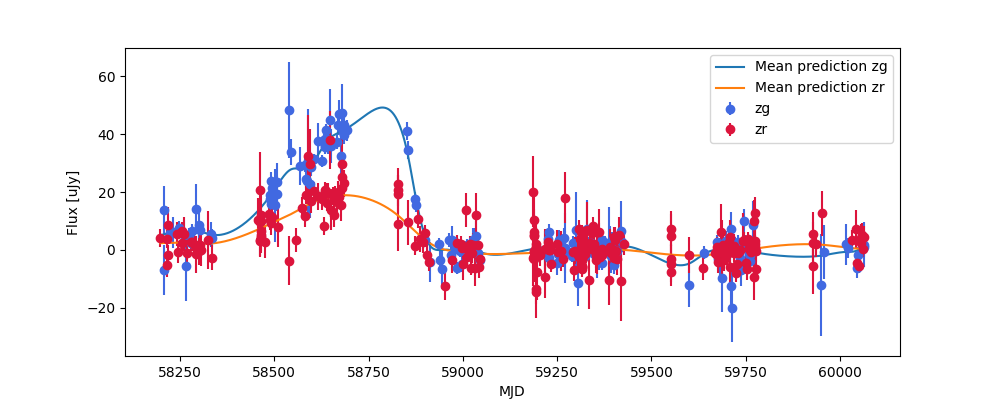 60
40
20
0
−20
Flux [uJy]
58250 58500 58750 59000 59250 59500 59750 60000
MJD
Mean prediction zg
Mean prediction zr
zg
zr